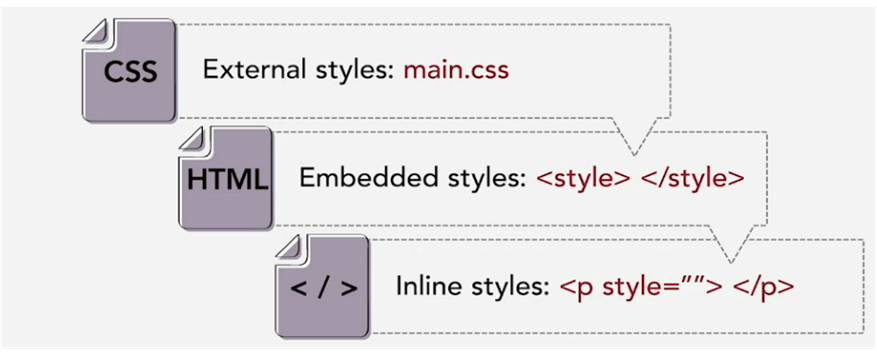 CSS External styles: main.css
HTML Embedded styles: <style> </style>
< / > Inline styles: <p style=””> </p>